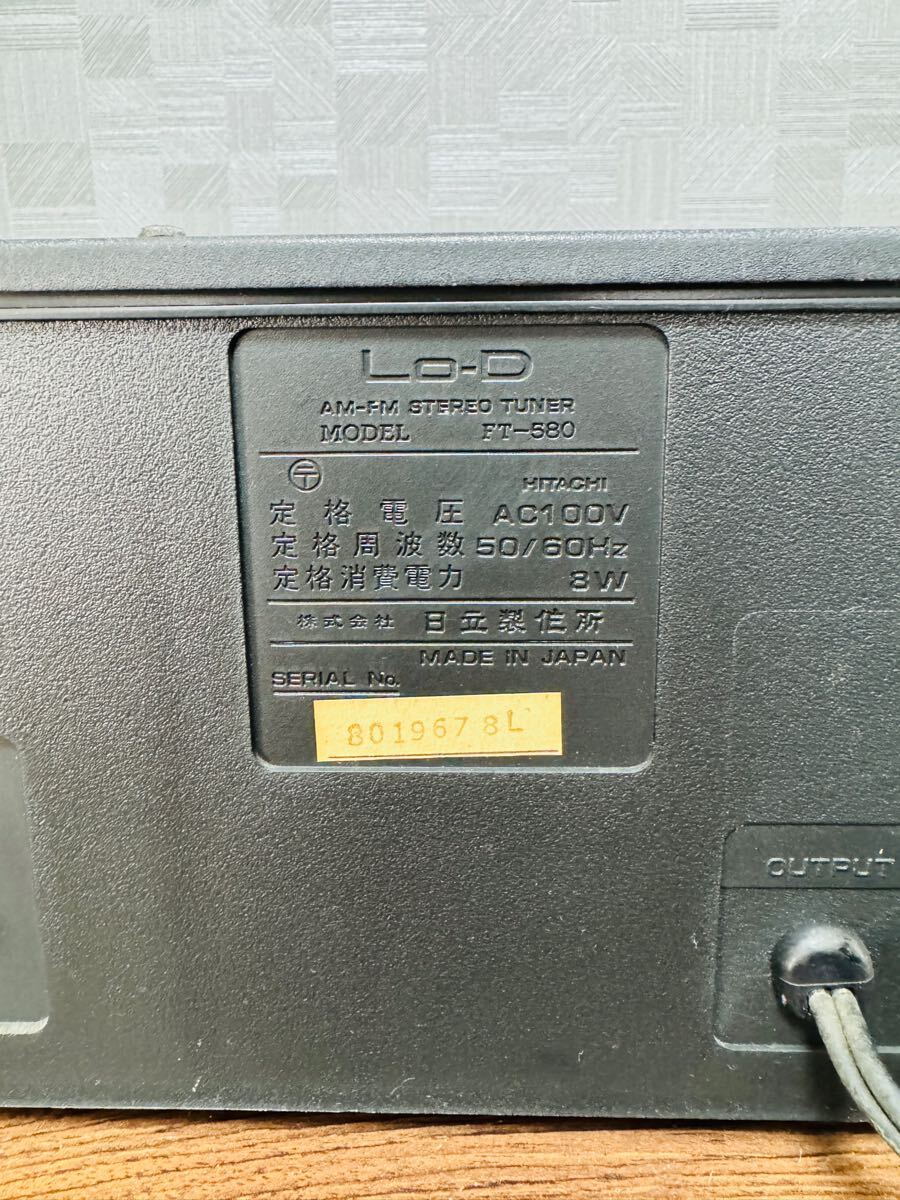 Lo-D
AM-FM STEREO TUNER
MODEL FT-580
〶 HITACHI
定格電圧 AC100V
定格周波数 50/60Hz
定格消費電力 8W
株式会社 日立製作所
MADE IN JAPAN
SERIAL No.
8019678L
OUTPUT